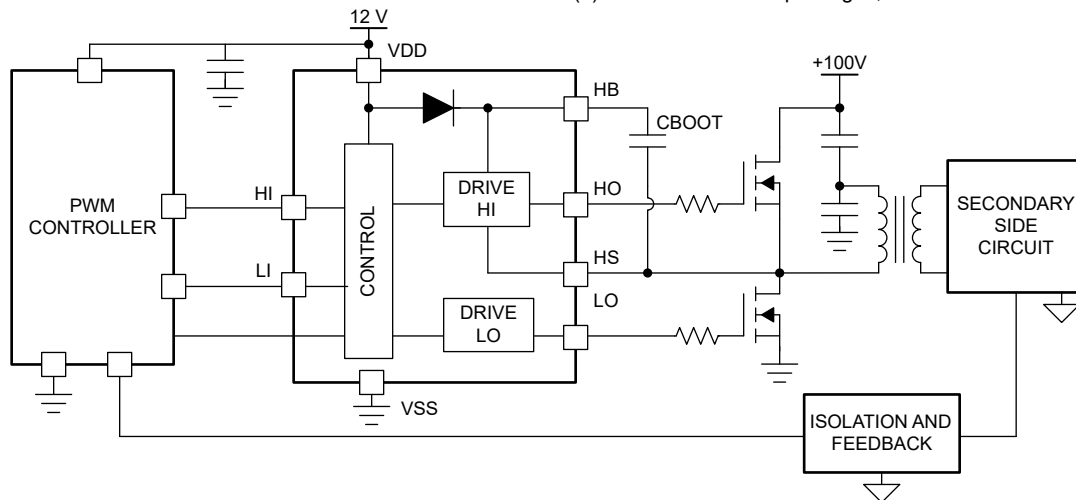 12 V
VDD
+100V
HB
CBOOT
HI
DRIVE
HI
HO
PWM
CONTROLLER
CONTROL
SECONDARY
SIDE
CIRCUIT
LI
HS
LO
DRIVE
LO
VSS
ISOLATION AND
FEEDBACK